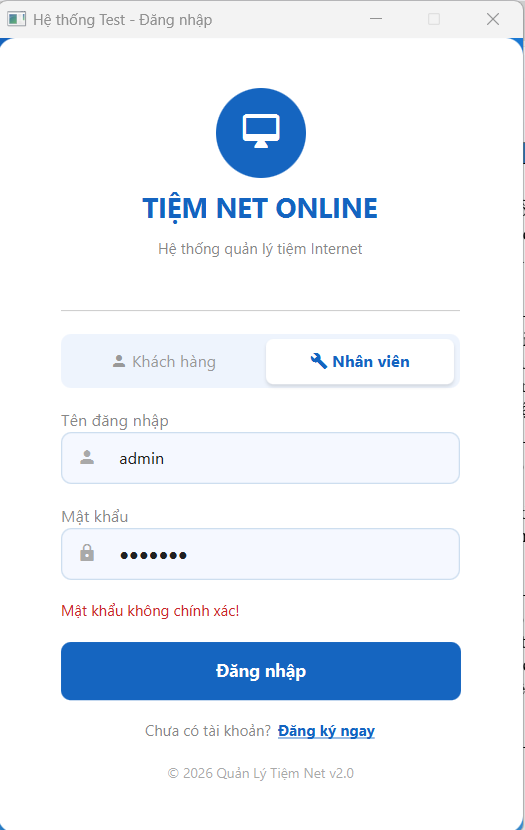 Hệ thống Test - Đăng nhập
TIỆM NET ONLINE
Hệ thống quản lý tiệm Internet
Khách hàng
Nhân viên
Tên đăng nhập
admin
Mật khẩu
●●●●●●●
Mật khẩu không chính xác!
Đăng nhập
Chưa có tài khoản? Đăng ký ngay
© 2026 Quản Lý Tiệm Net v2.0